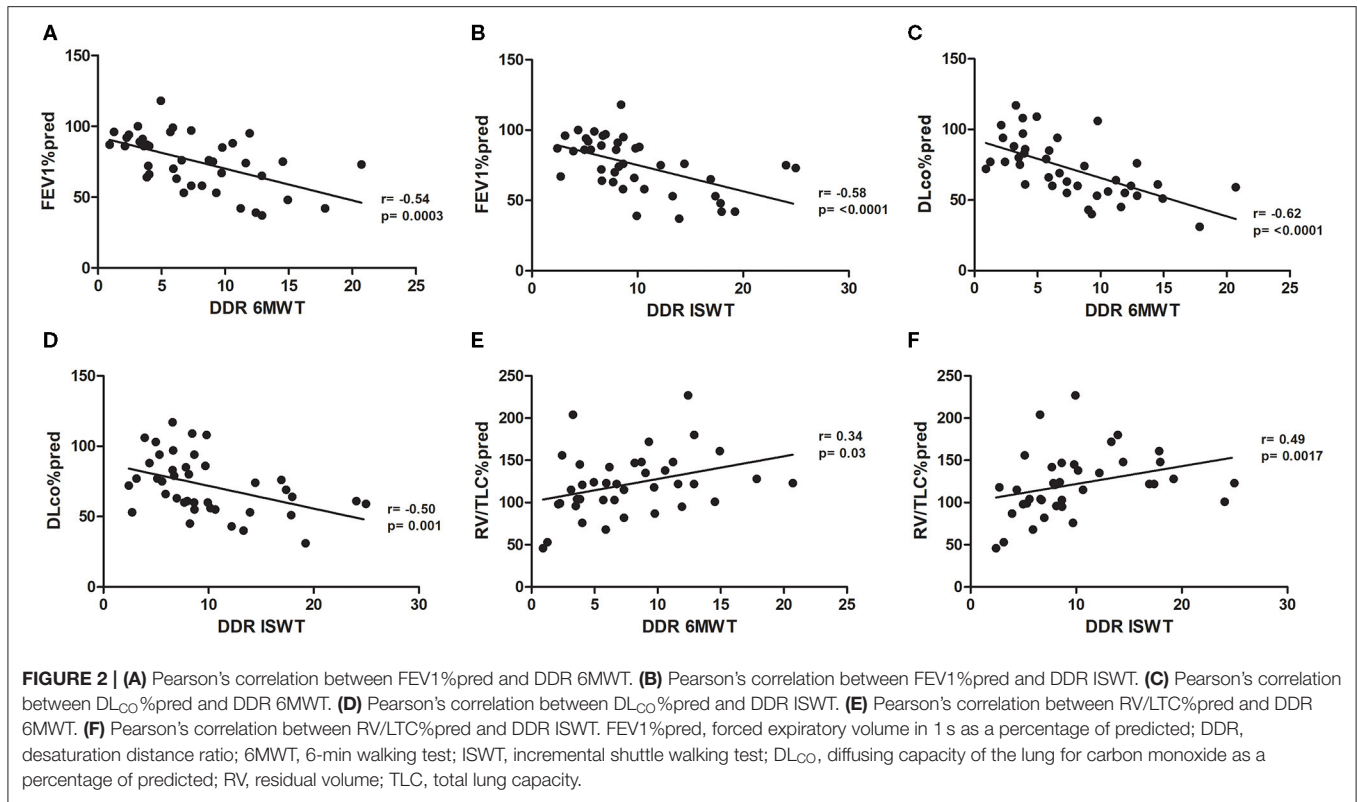 A
150
100
50
0
FEV1%pred
0 5 10 15 20 25
DDR 6MWT
r= -0.54
p= 0.0003
B
150
100
50
0
FEV1%pred
0 10 20 30
DDR ISWT
r= -0.58
p= <0.0001
C
150
100
50
0
DLco%pred
0 5 10 15 20 25
DDR 6MWT
r= -0.62
p= <0.0001
D
150
100
50
0
DLco%pred
0 10 20 30
DDR ISWT
r= -0.50
p= 0.001
E
250
200
150
100
50
0
RV/TLC%pred
0 5 10 15 20 25
DDR 6MWT
r= 0.34
p= 0.03
F
250
200
150
100
50
0
RV/TLC%pred
0 10 20 30
DDR ISWT
r= 0.49
p= 0.0017
FIGURE 2 | (A) Pearson's correlation between FEV1%pred and DDR 6MWT. (B) Pearson's correlation between FEV1%pred and DDR ISWT. (C) Pearson's correlation
between DLCO%pred and DDR 6MWT. (D) Pearson's correlation between DLCO%pred and DDR ISWT. (E) Pearson's correlation between RV/LTC%pred and DDR
6MWT. (F) Pearson's correlation between RV/LTC%pred and DDR ISWT. FEV1%pred, forced expiratory volume in 1 s as a percentage of predicted; DDR,
desaturation distance ratio; 6MWT, 6-min walking test; ISWT, incremental shuttle walking test; DLCO, diffusing capacity of the lung for carbon monoxide as a
percentage of predicted; RV, residual volume; TLC, total lung capacity.